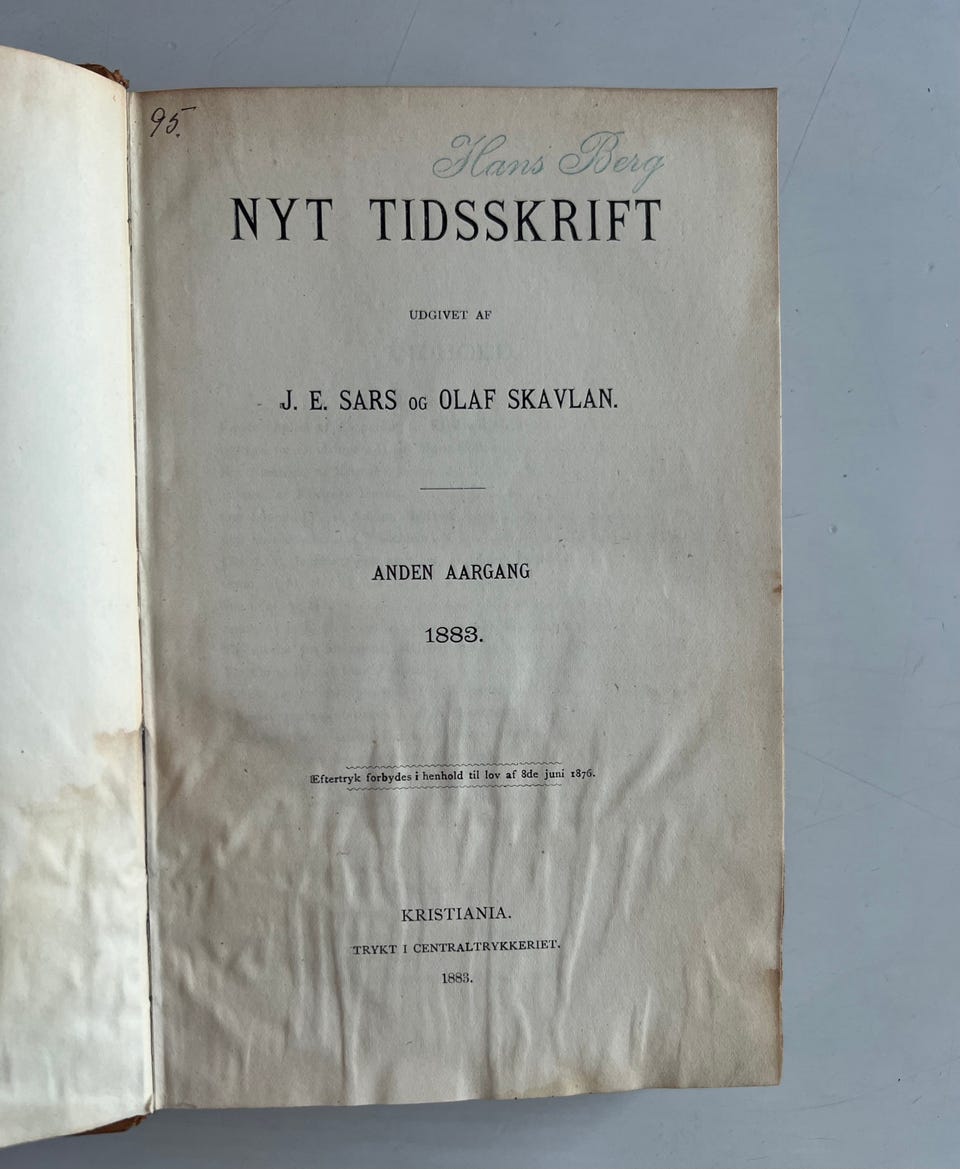 95.
Hans Berg
NYT TIDSSKRIFT
UDGIVET AF
J. E. SARS OG OLAF SKAVLAN.
ANDEN AARGANG
1883.
Eftertryk forbydes i henhold til lov af 8de juni 1876.
KRISTIANIA.
TRYKT I CENTRALTRYKKERIET.
1883.